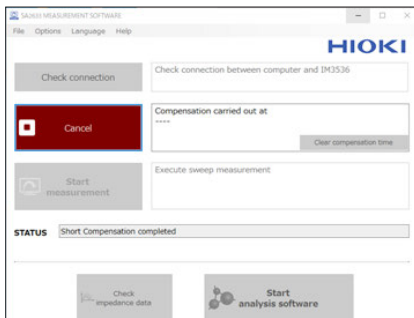 SA2633 MEASUREMENT SOFTWARE
File Options Language Help
HIOKI
Check connection
Check connection between computer and IM3536
Cancel
Compensation carried out at
----
Clear compensation time
Start
measurement
Execute sweep measurement
STATUS
Short Compensation completed
Check
impedance data
Start
analysis software